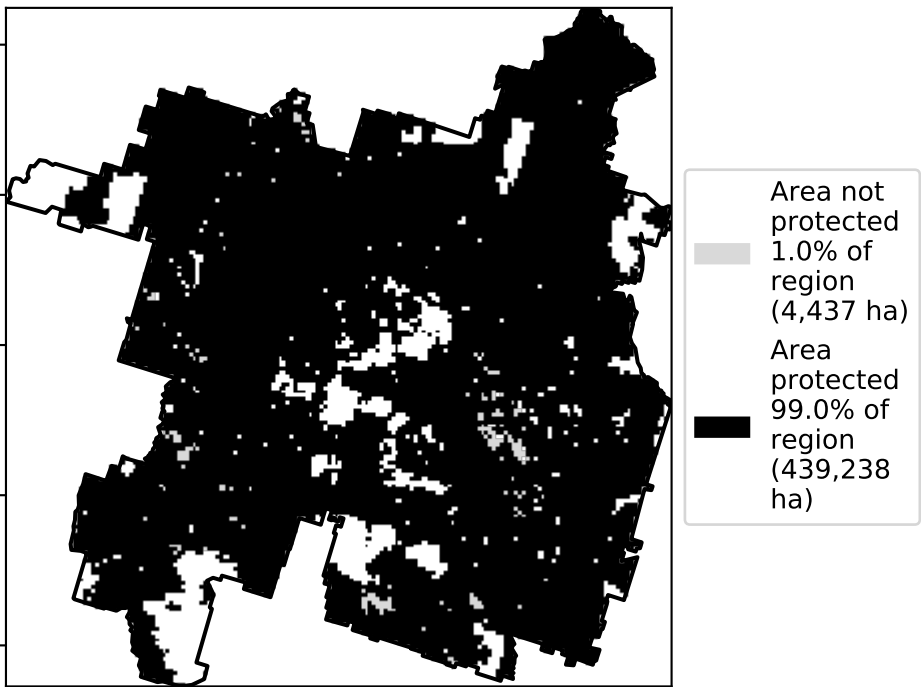 Area not
protected
1.0% of
region
(4,437 ha)
Area
protected
99.0% of
region
(439,238
ha)